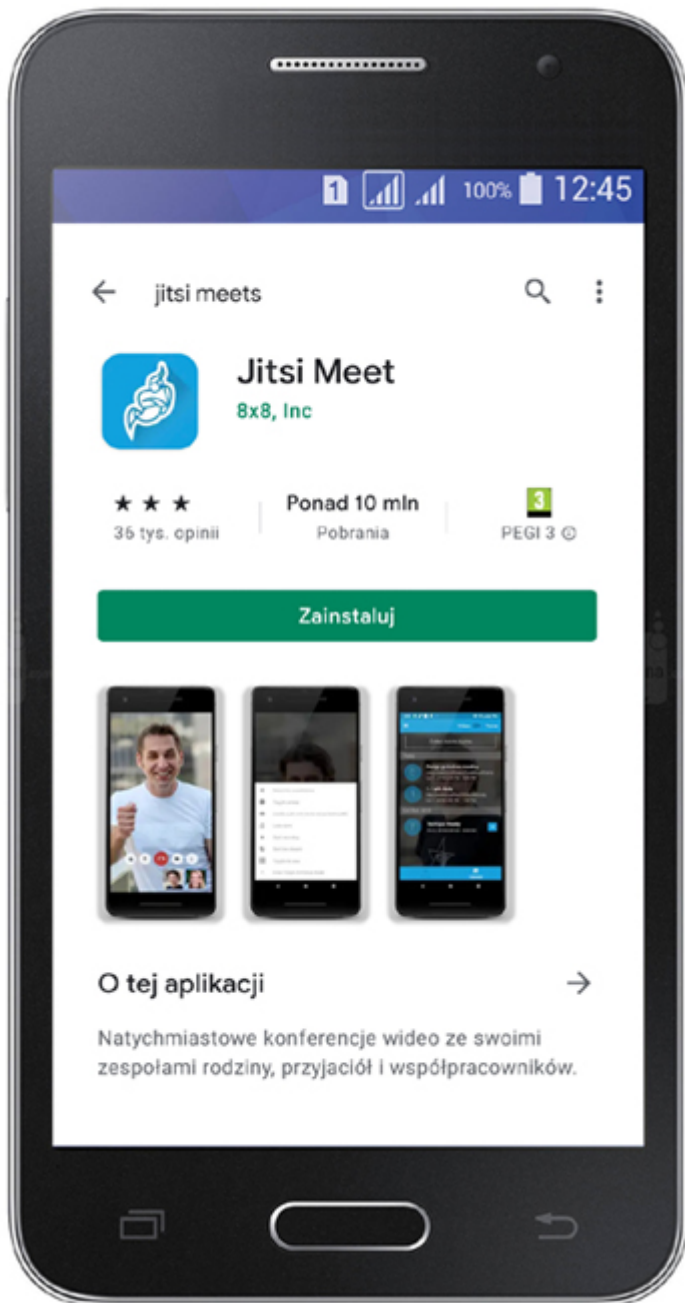 1 100% 12:45
jitsi meets
Jitsi Meet
8x8, Inc
★ ★ ★
36 tys. opinii
Ponad 10 mln
Pobrania
3
PEGI 3
Zainstaluj
O tej aplikacji
Natychmiastowe konferencje wideo ze swoimi
zespołami rodziny, przyjaciół i współpracowników.